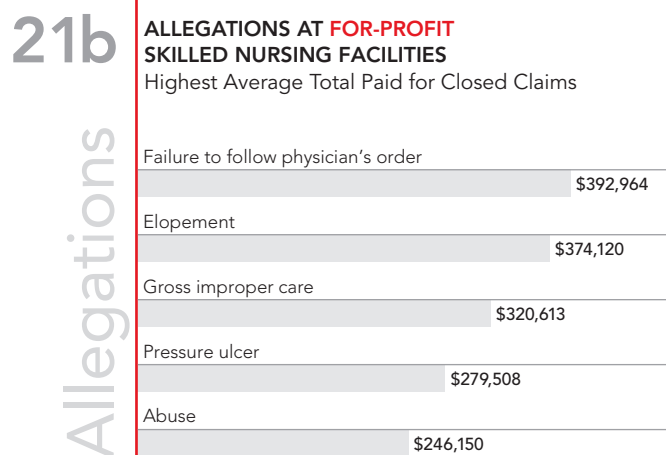 21b
ALLEGATIONS AT FOR-PROFIT
SKILLED NURSING FACILITIES
Highest Average Total Paid for Closed Claims
Allegations
Failure to follow physician’s order
$392,964
Elopement
$374,120
Gross improper care
$320,613
Pressure ulcer
$279,508
Abuse
$246,150